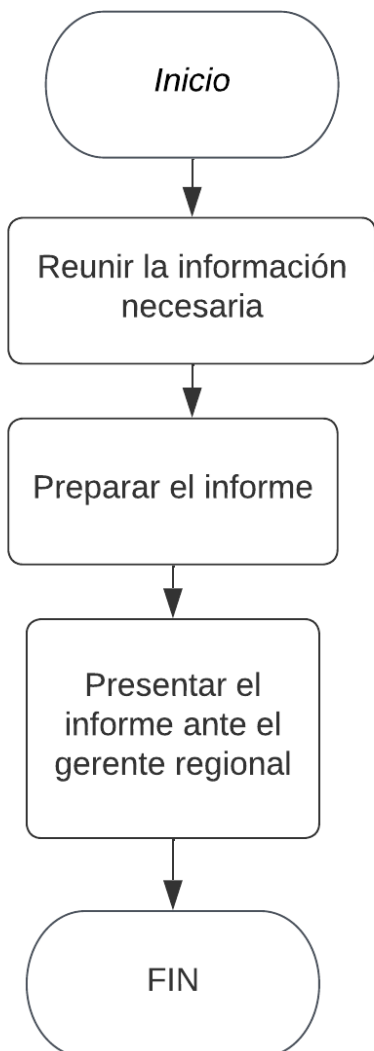 Inicio
Reunir la información
necesaria
Preparar el informe
Presentar el
informe ante el
gerente regional
FIN